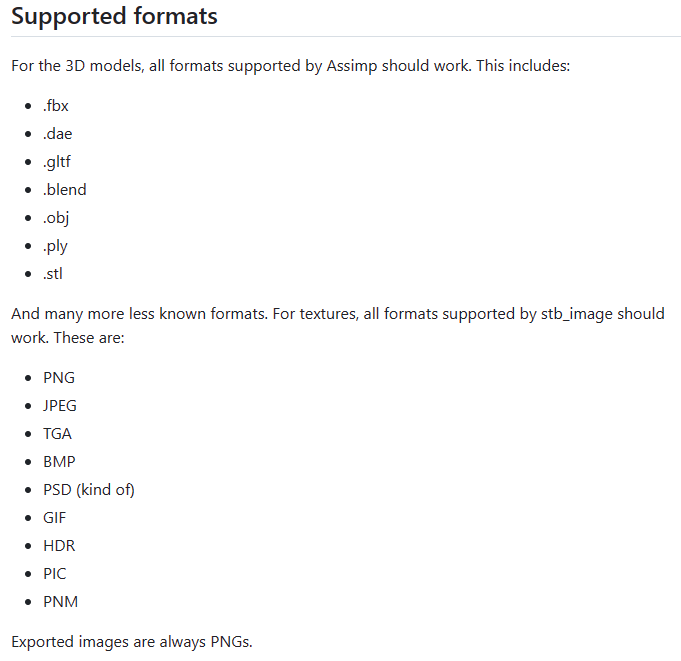 Supported formats
For the 3D models, all formats supported by Assimp should work. This includes:
• .fbx
• .dae
• .gltf
• .blend
• .obj
• .ply
• .stl
And many more less known formats. For textures, all formats supported by stb_image should
work. These are:
• PNG
• JPEG
• TGA
• BMP
• PSD (kind of)
• GIF
• HDR
• PIC
• PNM
Exported images are always PNGs.